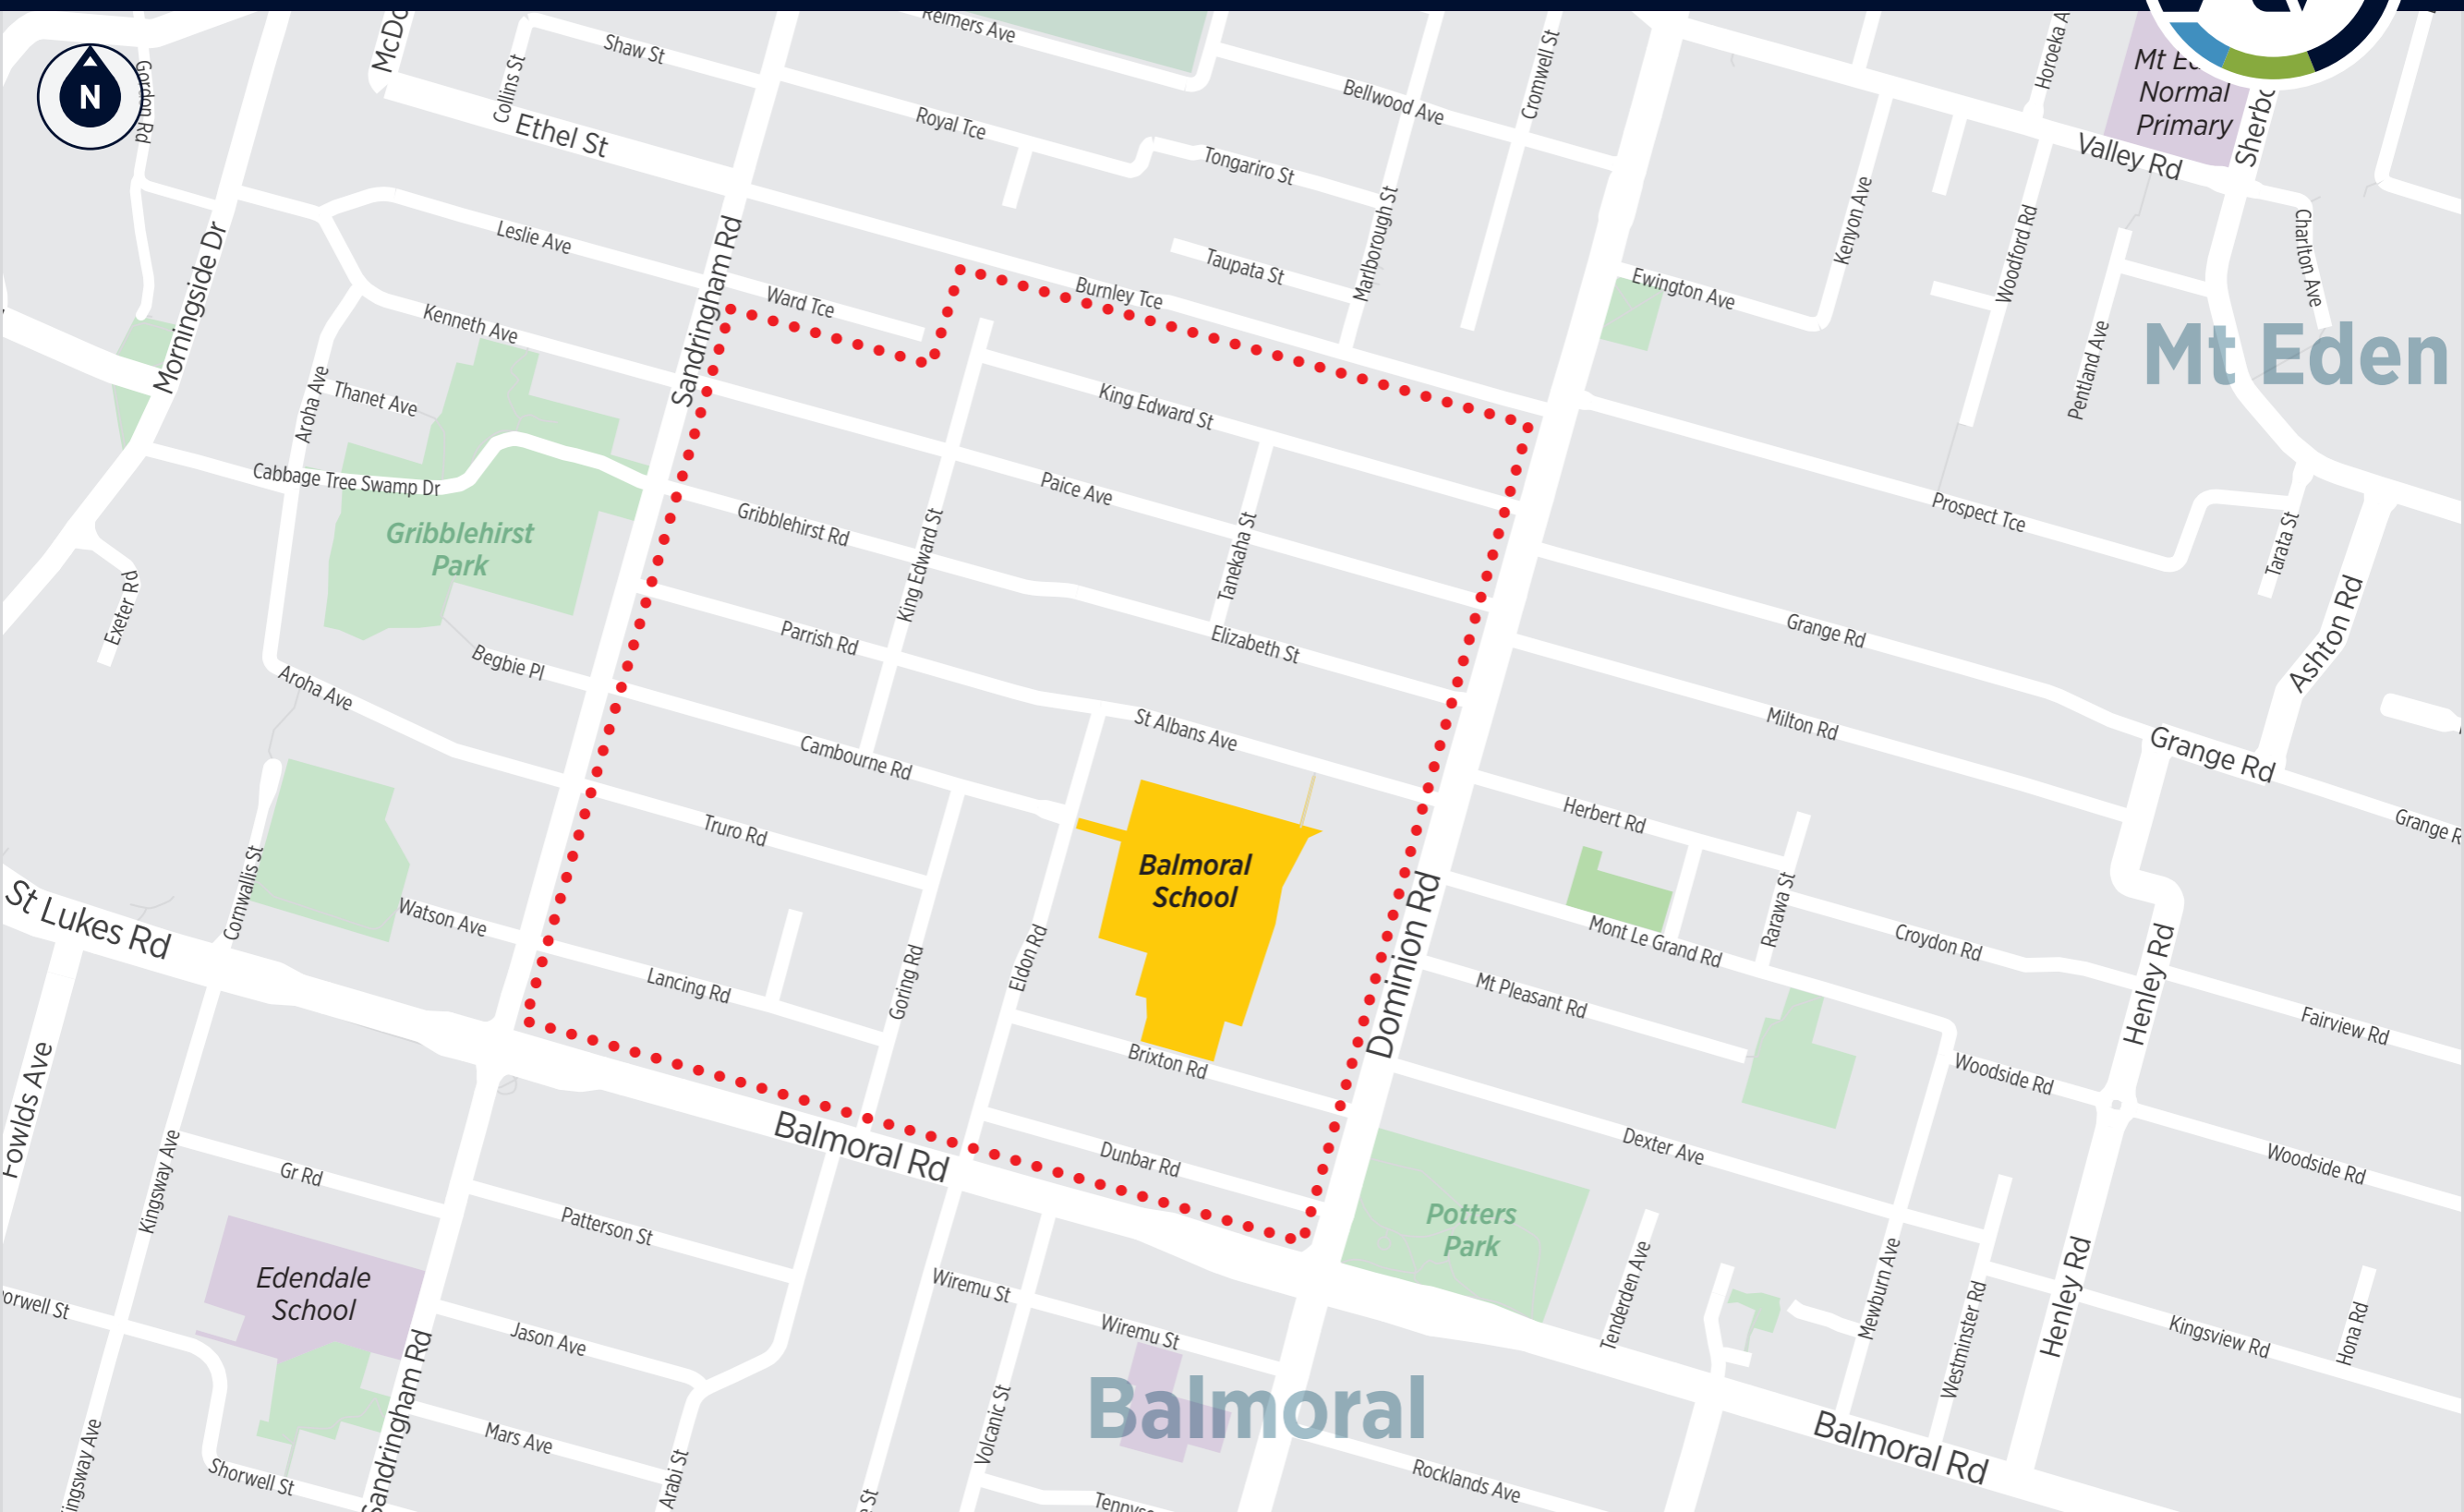 Reimers Ave
Shaw St
Collins St
Gordon Rd
N
Ethel St
Royal Tce
Bellwood Ave
Cromwell St
Tongariro St
Taupata St
Marlborough St
Burnley Tce
Valley Rd
Mt
Normal
Primary
Kenyon Ave
Woodford Rd
Ewington Ave
Pentland Ave
Charlton Ave
Mt Eden
Morningside Dr
Leslie Ave
Ward Tce
Sandringham Rd
Kenneth Ave
Thanet Ave
Aroha Ave
Cabbage Tree Swamp Dr
Gribblehirst
Park
Exeter Rd
Begbie Pl
Aroha Ave
King Edward St
Paice Ave
Gribblehirst Rd
King Edward St
Tanekaha St
Elizabeth St
Parrish Rd
St Albans Ave
Cambourne Rd
Truro Rd
Prospect Tce
Tarata St
Ashton Rd
Grange Rd
Milton Rd
Grange Rd
Grange R
Herbert Rd
Rarawa St
Mont Le Grand Rd
Croydon Rd
Mt Pleasant Rd
Henley Rd
Fairview Rd
Woodside Rd
Woodside Rd
Dominion Rd
Balmoral
School
Eldon Rd
Goring Rd
Lancing Rd
Brixton Rd
Dunbar Rd
Balmoral Rd
Cornwallis St
Watson Ave
St Lukes Rd
Fowlds Ave
Kingsway Ave
Gr Rd
Patterson St
Edendale
School
Jason Ave
Mars Ave
Sandringham Rd
Shorwell St
Arabi St
Wiremu St
Wiremu St
Volcanic St
Balmoral
Potters
Park
Dexter Ave
Tenderden Ave
Mewburn Ave
Westminster Rd
Henley Rd
Kingsview Rd
Hona Rd
Balmoral Rd
Rocklands Ave